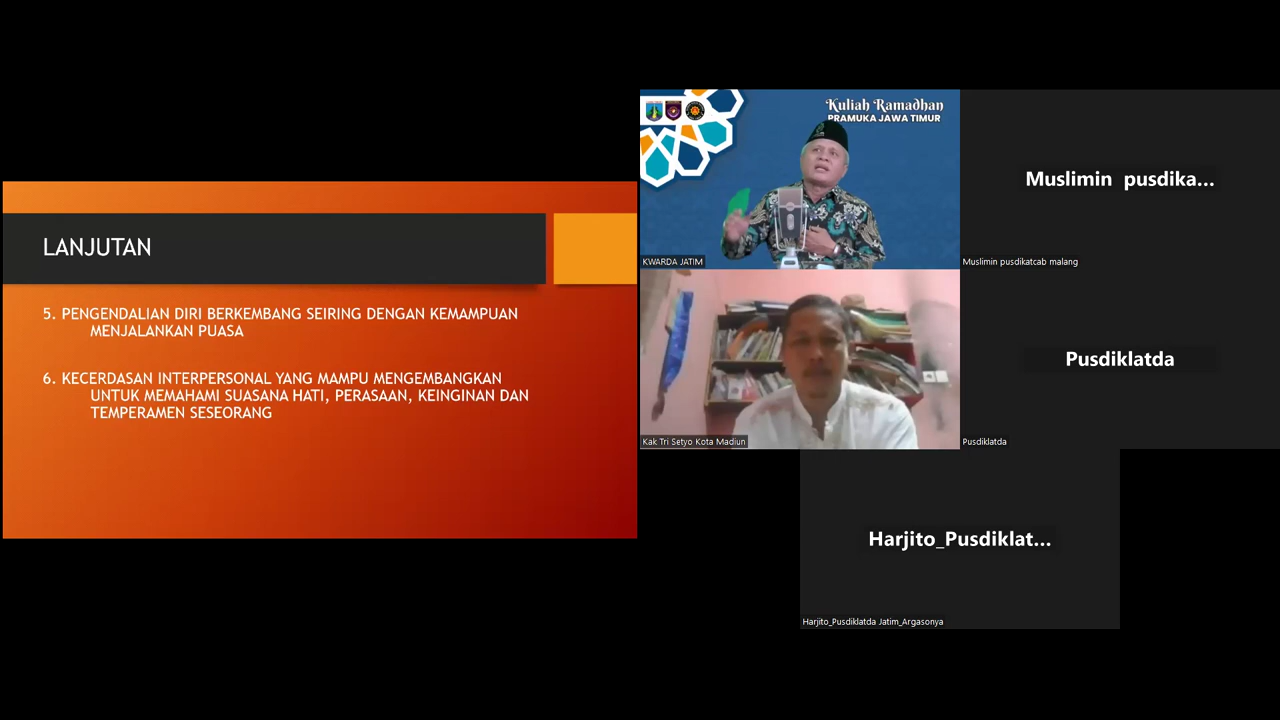 LANJUTAN
5. PENGENDALIAN DIRI BERKEMBANG SEIRING DENGAN KEMAMPUAN
MENJALANKAN PUASA
6. KECERDASAN INTERPERSONAL YANG MAMPU MENGEMBANGKAN
UNTUK MEMAHAMI SUASANA HATI, PERASAAN, KEINGINAN DAN
TEMPERAMEN SESEORANG
Kuliah Ramadhan
PRAMUKA JAWA TIMUR
KWARDA JATIM
Muslimin pusdika...
Muslimin pusdikatcab malang
Kak Tri Setyo Kota Madiun
Pusdiklatda
Pusdiklatda
Harjito_Pusdiklat...
Harjito_Pusdiklatda Jatim_Argasonya